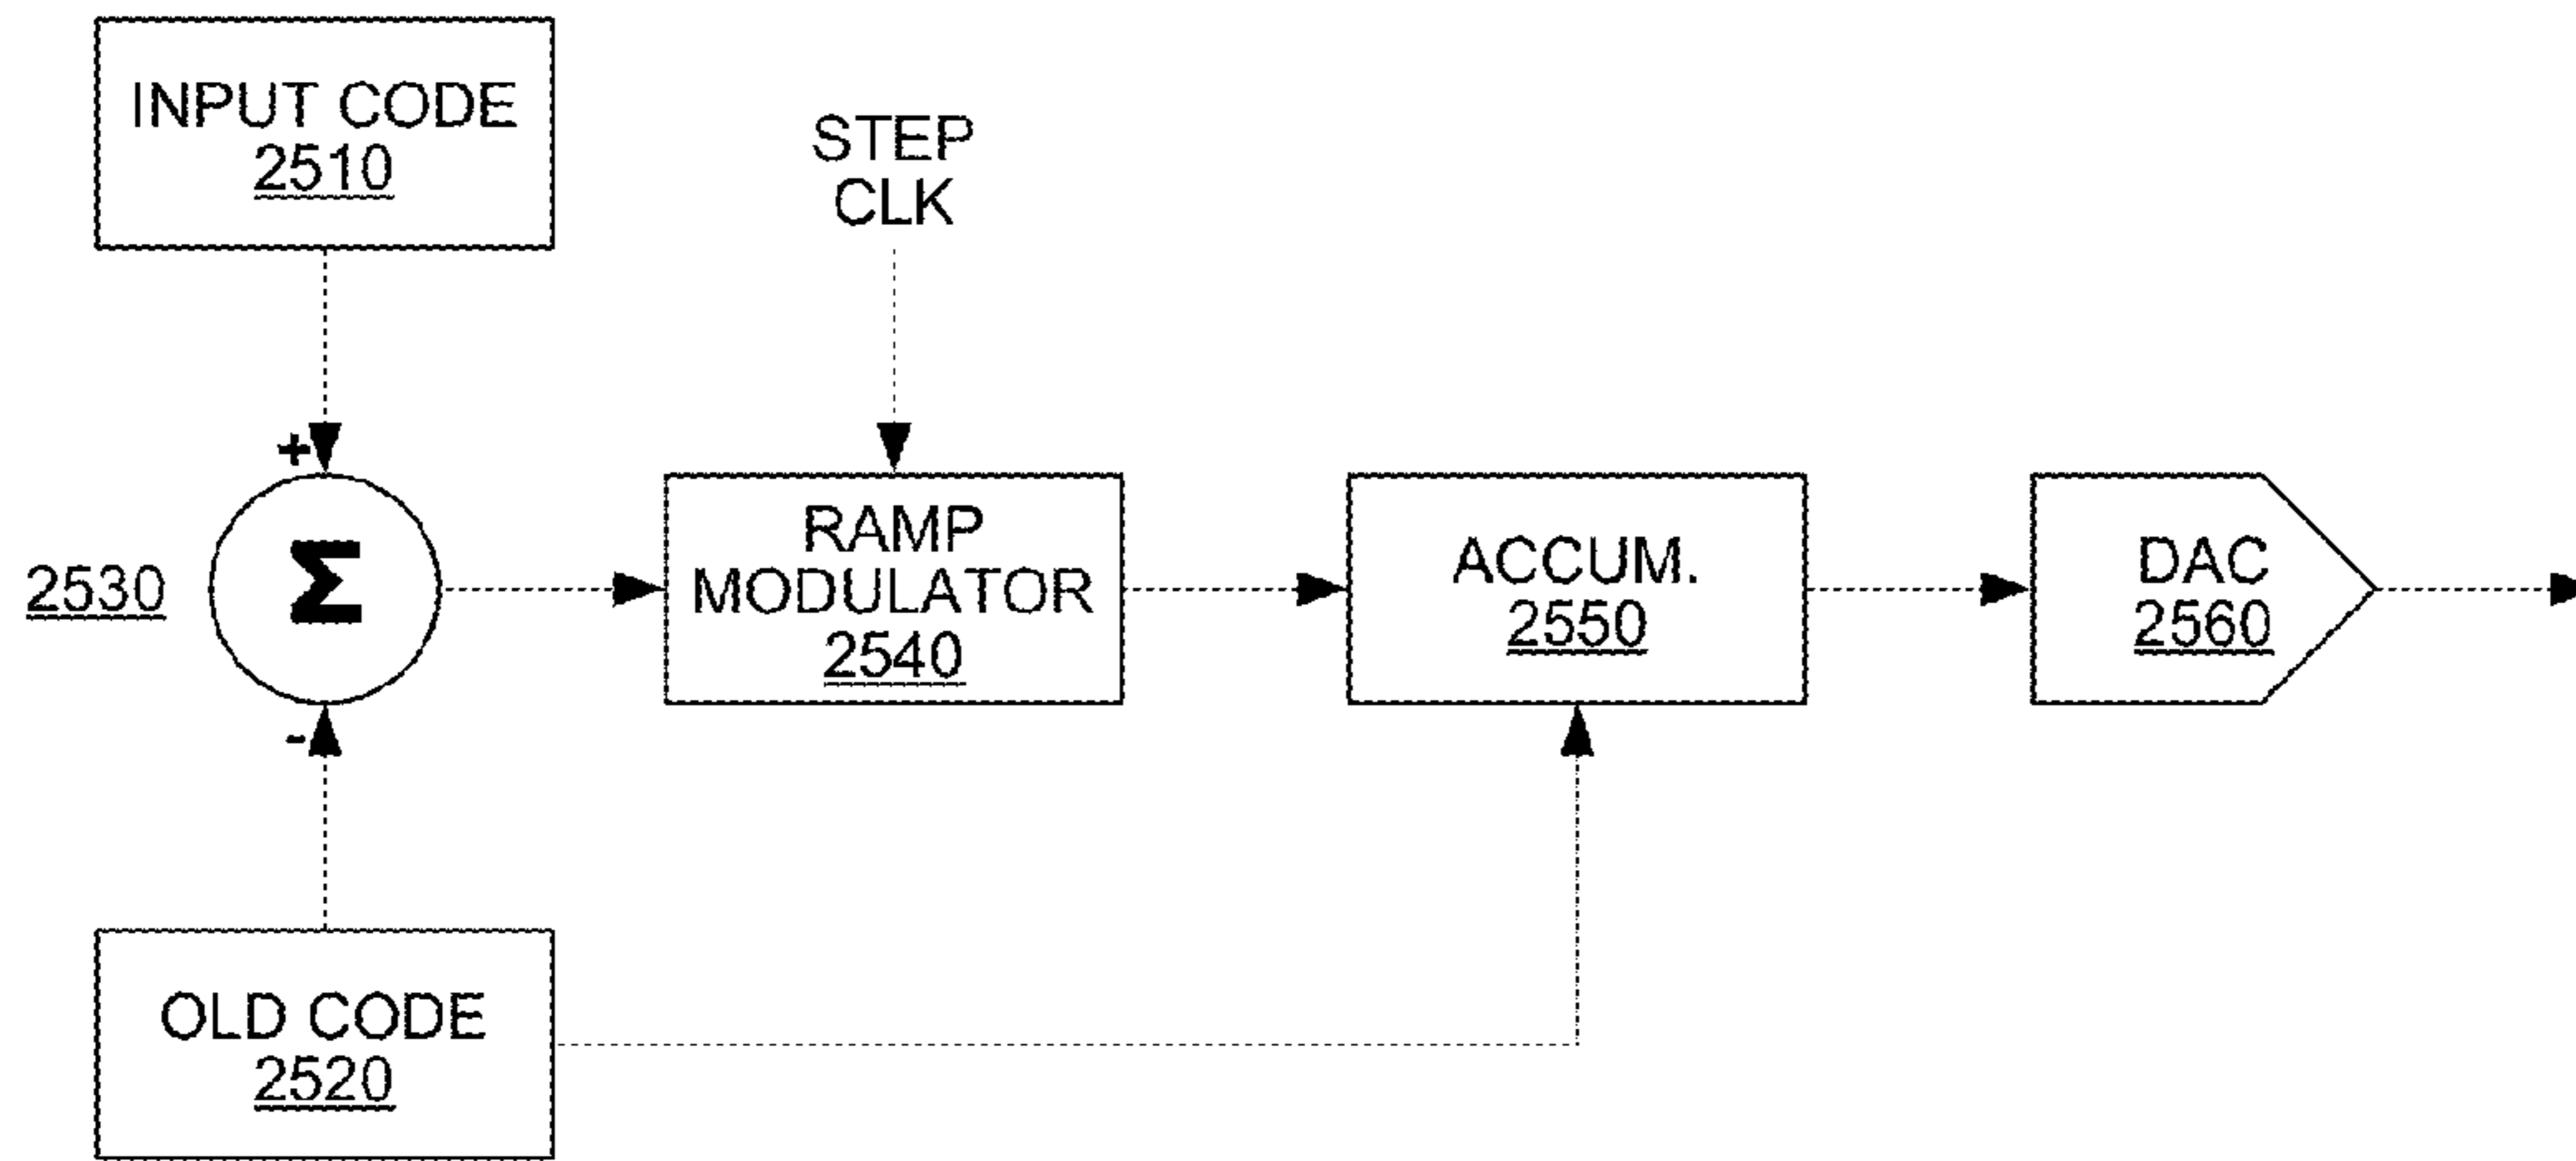 INPUT CODE
2510
STEP
CLK
+
2530
Σ
RAMP
MODULATOR
2540
ACCUM.
2550
DAC
2560
-
OLD CODE
2520